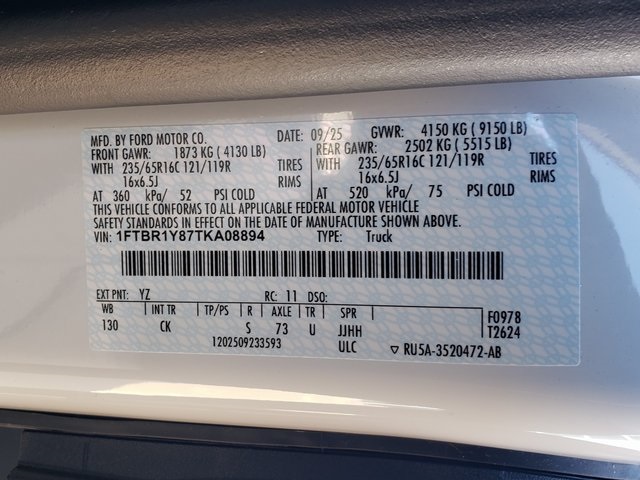 MFD. BY FORD MOTOR CO. DATE: 09/25 GVWR: 4150 KG ( 9150 LB)
FRONT GAWR: 1873 KG ( 4130 LB) REAR GAWR: 2502 KG ( 5515 LB)
WITH 235/65R16C 121/119R TIRES WITH 235/65R16C 121/119R TIRES
16x6.5J RIMS 16x6.5J RIMS
AT 360 kPa/ 52 PSI COLD AT 520 kPa/ 75 PSI COLD
THIS VEHICLE CONFORMS TO ALL APPLICABLE FEDERAL MOTOR VEHICLE
SAFETY STANDARDS IN EFFECT ON THE DATE OF MANUFACTURE SHOWN ABOVE.
VIN: 1FTBR1Y87TKA08894 TYPE: Truck
EXT PNT: YZ RC: 11 DSO:
WB INT TR TP/PS R AXLE TR SPR F0978
130 CK S 73 U JJHH T2624
1202509233593 ULC ▽ RU5A-3520472-AB